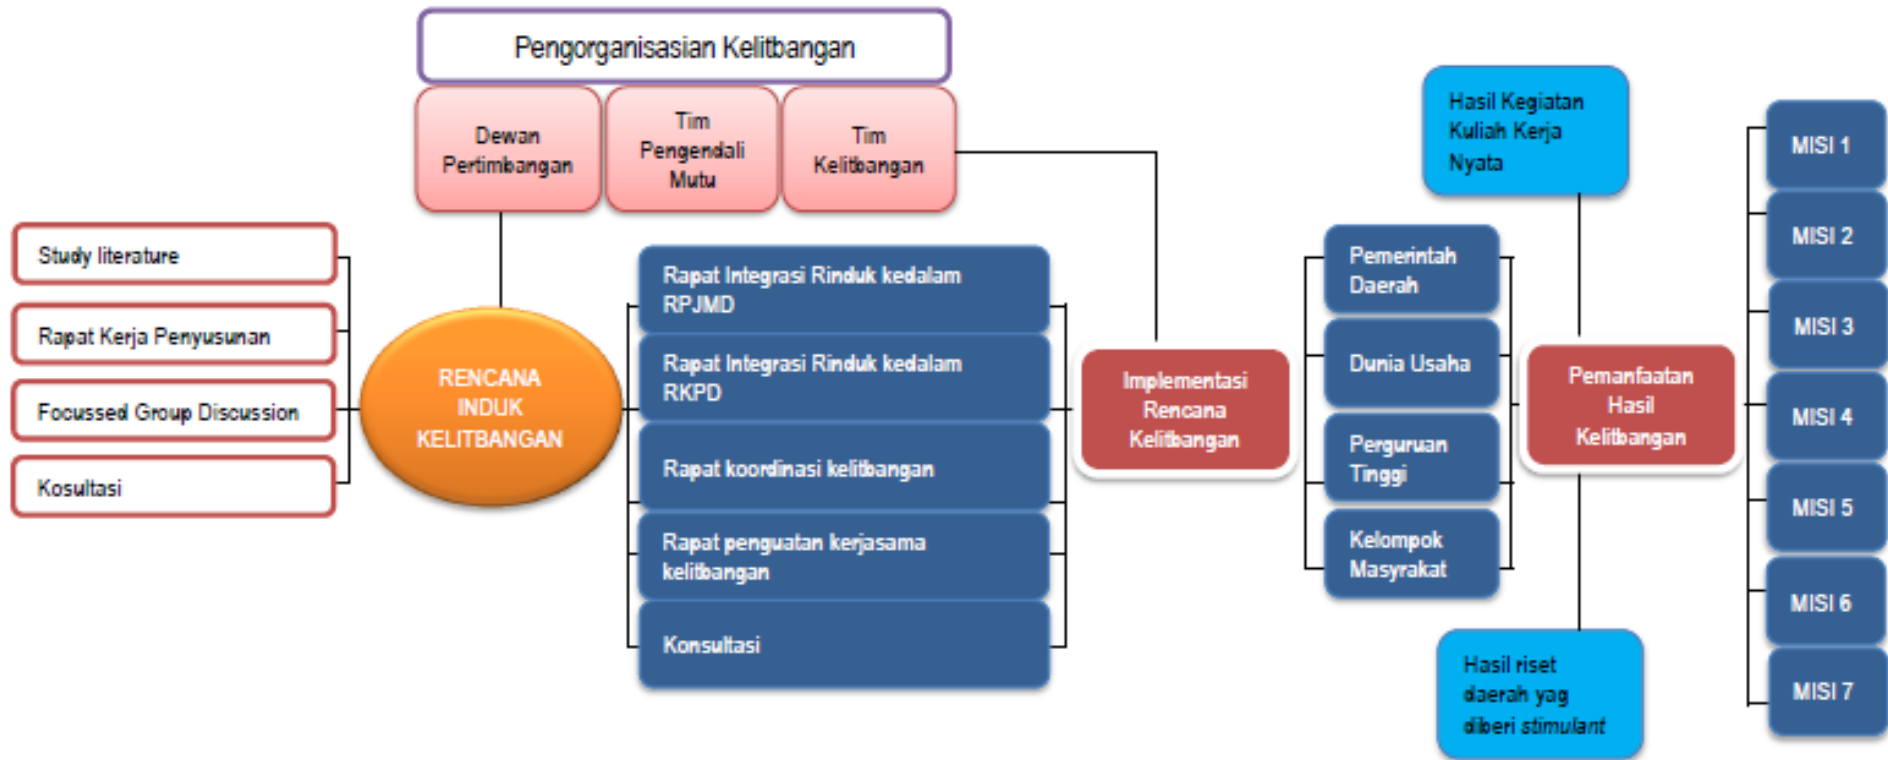 Pengorganisasian Kelitbangan
Dewan
Pertimbangan
Tim
Pengendali
Mutu
Tim
Kelitbangan
Study literature
Rapat Kerja Penyusunan
Focussed Group Discussion
Kosultasi
RENCANA
INDUK
KELITBANGAN
Rapat Integrasi Rinduk kedalam
RPJMD
Rapat Integrasi Rinduk kedalam
RKPD
Rapat koordinasi kelitbangan
Rapat penguatan kerjasama
kelitbangan
Konsultasi
Implementasi
Rencana
Kelitbangan
Pemerintah
Daerah
Dunia Usaha
Perguruan
Tinggi
Kelompok
Masyrakat
Hasil Kegiatan
Kuliah Kerja
Nyata
Pemanfaatan
Hasil
Kelitbangan
Hasil riset
daerah yag
diberi stimulant
MISI 1
MISI 2
MISI 3
MISI 4
MISI 5
MISI 6
MISI 7